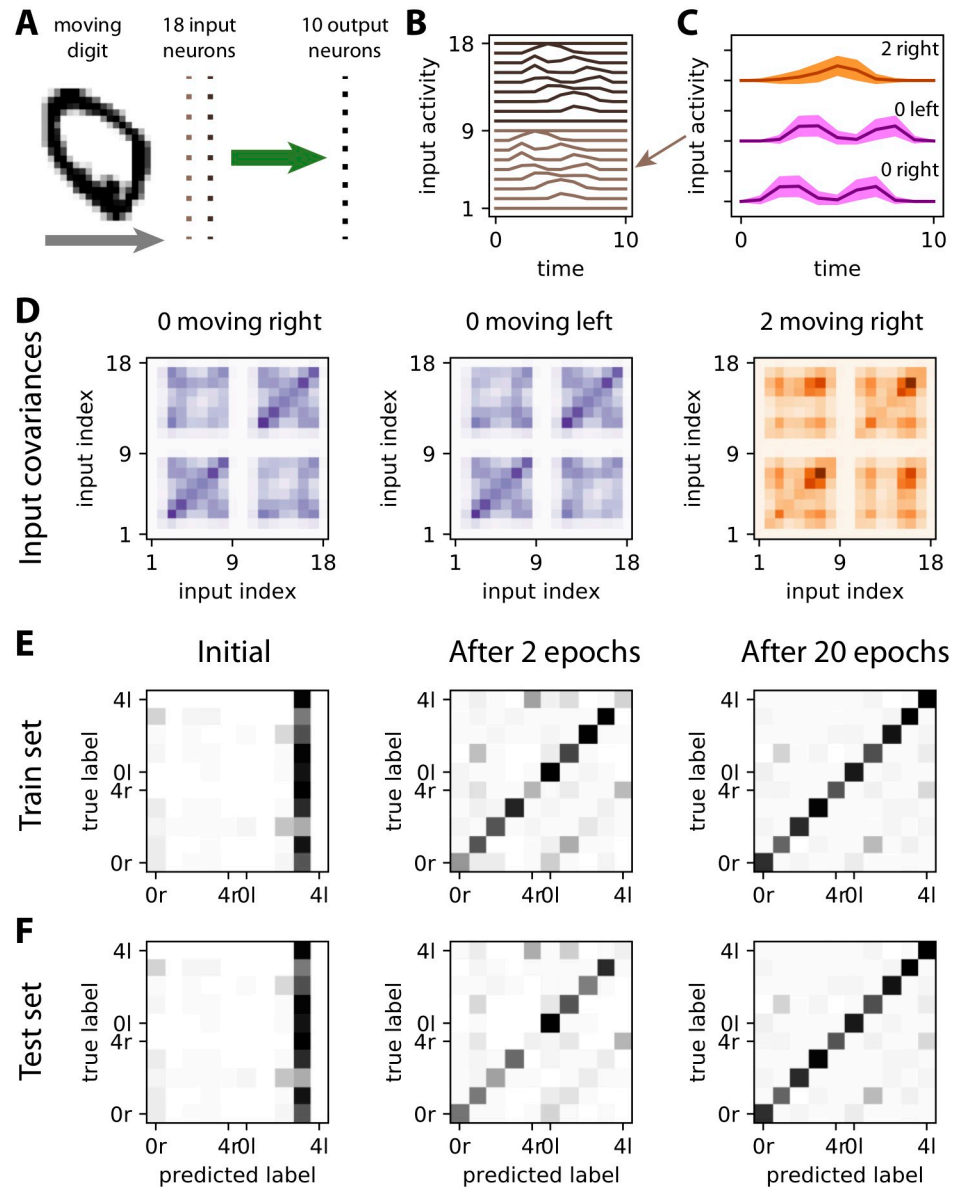 A
moving
digit
18 input
neurons
10 output
neurons
B
18
9
1
input activity
0
10
time
C
2 right
0 left
0 right
input activity
0
10
time
D
Input covariances
0 moving right
18
9
1
input index
1
9
18
input index
0 moving left
18
9
1
input index
1
9
18
input index
2 moving right
18
9
1
input index
1
9
18
input index
E
Initial
After 2 epochs
After 20 epochs
Train set
4l
0l
4r
0r
true label
0r
4r0l
4l
4l
0l
4r
0r
true label
0r
4r0l
4l
4l
0l
4r
0r
true label
0r
4r0l
4l
F
Test set
4l
0l
4r
0r
true label
0r
4r0l
4l
predicted label
4l
0l
4r
0r
true label
0r
4r0l
4l
predicted label
4l
0l
4r
0r
true label
0r
4r0l
4l
predicted label